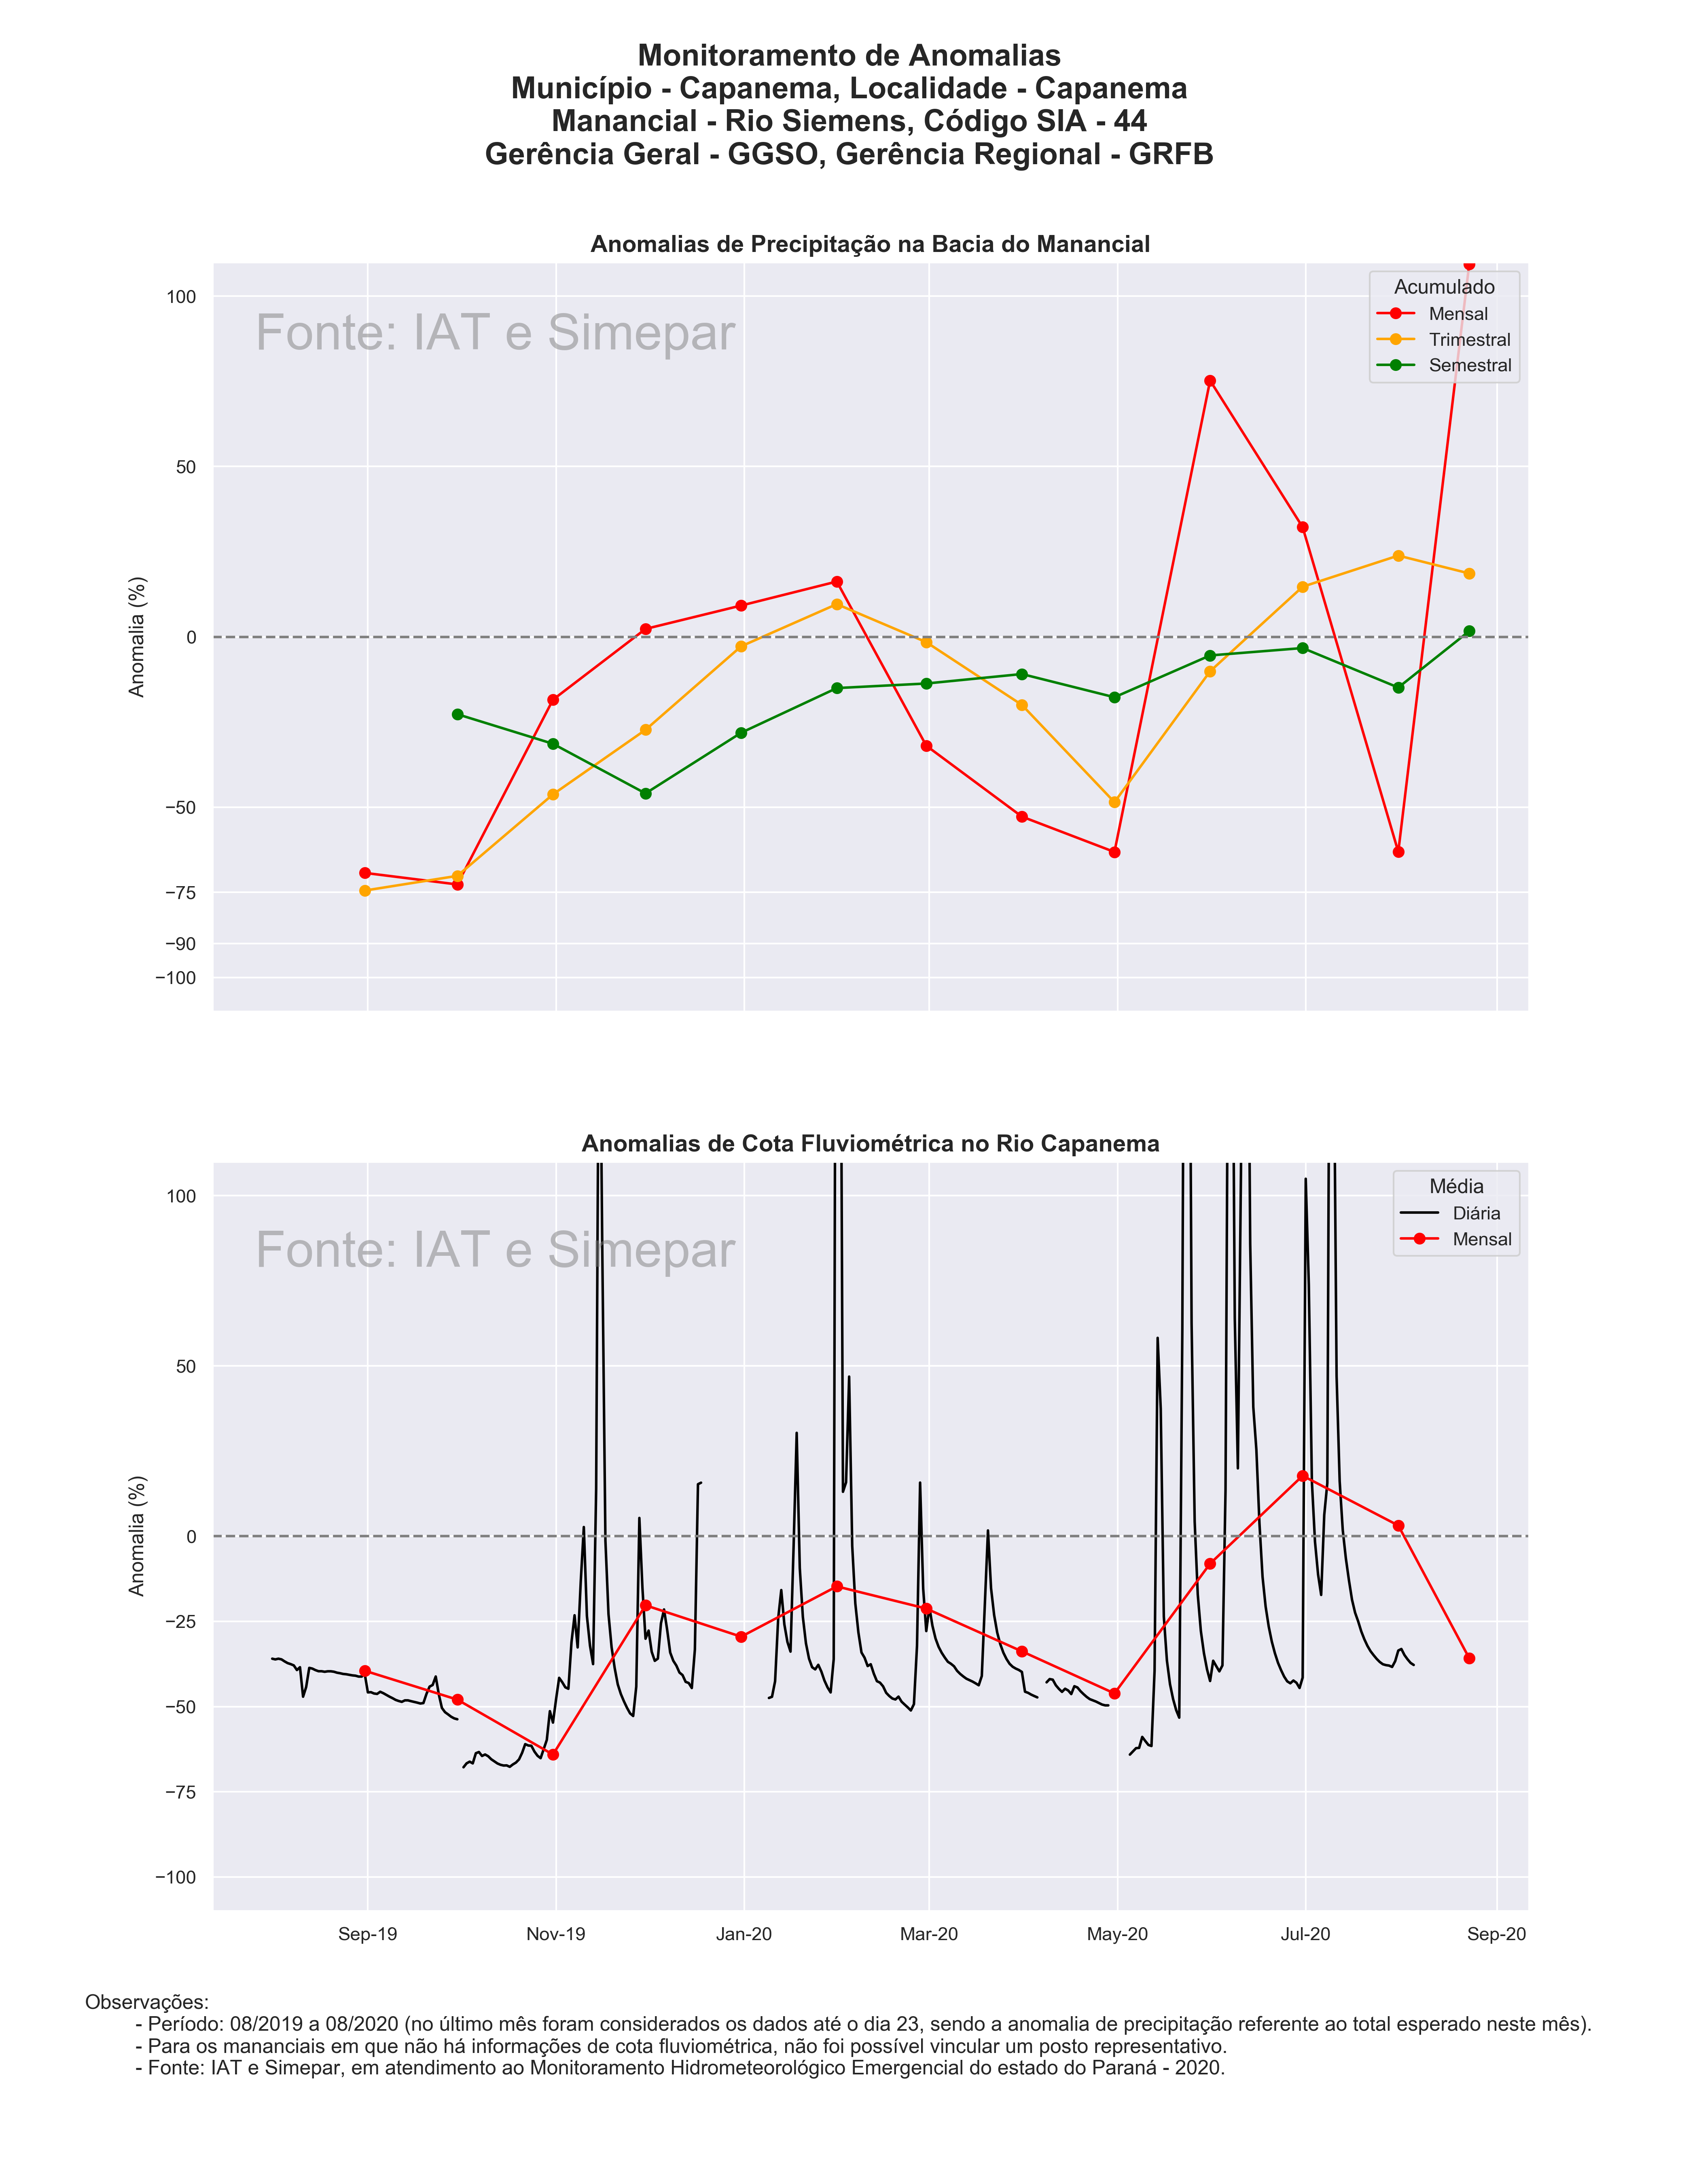 Monitoramento de Anomalias
Município - Capanema, Localidade - Capanema
Manancial - Rio Siemens, Código SIA - 44
Gerência Geral - GGSO, Gerência Regional - GRFB
Anomalias de Precipitação na Bacia do Manancial
Fonte: IAT e Simepar
Acumulado
Mensal
Trimestral
Semestral
Anomalia (%)
100
50
0
−50
−75
−90
−100
Anomalias de Cota Fluviométrica no Rio Capanema
Fonte: IAT e Simepar
Média
Diária
Mensal
Anomalia (%)
100
50
0
−25
−50
−75
−100
Sep-19 Nov-19 Jan-20 Mar-20 May-20 Jul-20 Sep-20
Observações:
- Período: 08/2019 a 08/2020 (no último mês foram considerados os dados até o dia 23, sendo a anomalia de precipitação referente ao total esperado neste mês).
- Para os mananciais em que não há informações de cota fluviométrica, não foi possível vincular um posto representativo.
- Fonte: IAT e Simepar, em atendimento ao Monitoramento Hidrometeorológico Emergencial do estado do Paraná - 2020.